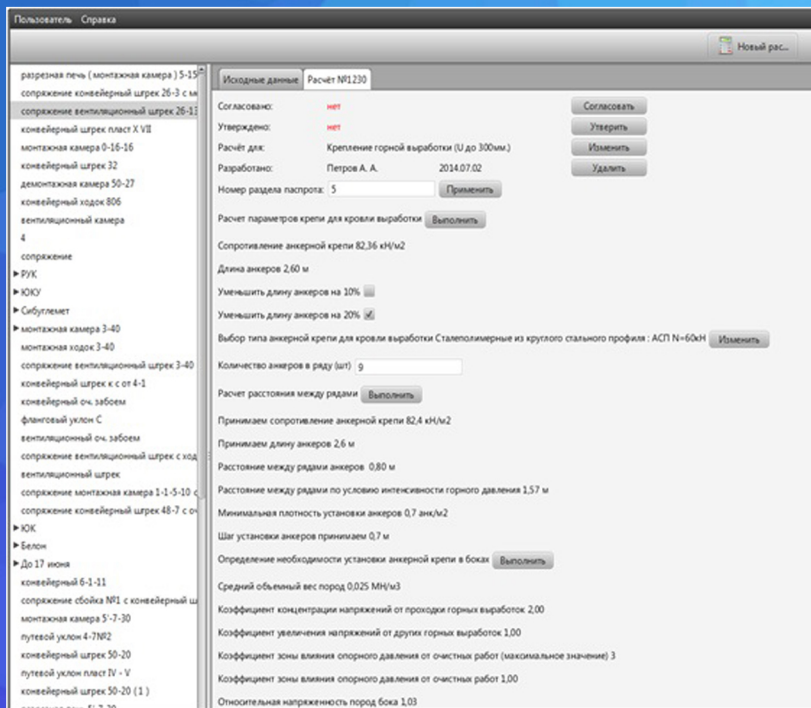 Пользователь Справка
Новый рас...
разрезная печь ( монтажная камера ) 5-15
сопряжение конвейерный штрек 26-3 с м
сопряжение вентиляционный штрек 26-13
конвейерный штрек пласт X VII
монтажная камера 0-16-16
конвейерный штрек 32
демонтажная камера 50-27
конвейерный ходок 806
вентиляционная камера
4
сопряжение
РУК
ЮКУ
Сибуглемет
монтажная камера 3-40
монтажная ходок 3-40
сопряжение вентиляционный штрек 3-40
конвейерный штрек к с от 4-1
конвейерный оч. забоем
фланговый уклон С
вентиляционный оч. забоем
сопряжение вентиляционный штрек с ход
вентиляционный штрек
сопряжение монтажная камера 1-1-5-10 с
сопряжение конвейерный штрек 48-7 с оч
ЮК
Белон
До 17 июня
конвейерный 6-1-11
сопряжение сбойка №1 с конвейерный ш
монтажная камера 5'-7-30
путевой уклон 4-7№2
конвейерный штрек 50-20
путевой уклон пласт IV - V
конвейерный штрек 50-20 ( 1 )
Исходные данные Расчёт №1230
Согласовано: нет Согласовать
Утверждено: нет Утверить
Расчёт для: Крепление горной выработки (U до 300мм.) Изменить
Разработано: Петров А. А. 2014.07.02 Удалить
Номер раздела паспрота: 5 Применить
Расчет параметров крепи для кровли выработки Выполнить
Сопротивление анкерной крепи 82,36 кН/м2
Длина анкеров 2,60 м
Уменьшить длину анкеров на 10%
Уменьшить длину анкеров на 20%
Выбор типа анкерной крепи для кровли выработки Сталеполимерные из круглого стального профиля : АСП N=60кН Изменить
Количество анкеров в ряду (шт) 9
Расчет расстояния между рядами Выполнить
Принимаем сопротивление анкерной крепи 82,4 кН/м2
Принимаем длину анкеров 2,6 м
Расстояние между рядами анкеров 0,80 м
Расстояние между рядами по условию интенсивности горного давления 1,57 м
Минимальная плотность установки анкеров 0,7 анк/м2
Шаг установки анкеров принимаем 0,7 м
Определение необходимости установки анкерной крепи в боках Выполнить
Средний объемный вес пород 0,025 МН/м3
Коэффициент концентрации напряжений от проходки горных выработок 2,00
Коэффициент увеличения напряжений от других горных выработок 1,00
Коэффициент зоны влияния опорного давления от очистных работ (максимальное значение) 3
Коэффициент зоны влияния опорного давления от очистных работ 1,00
Относительная напряженность пород бока 1,03